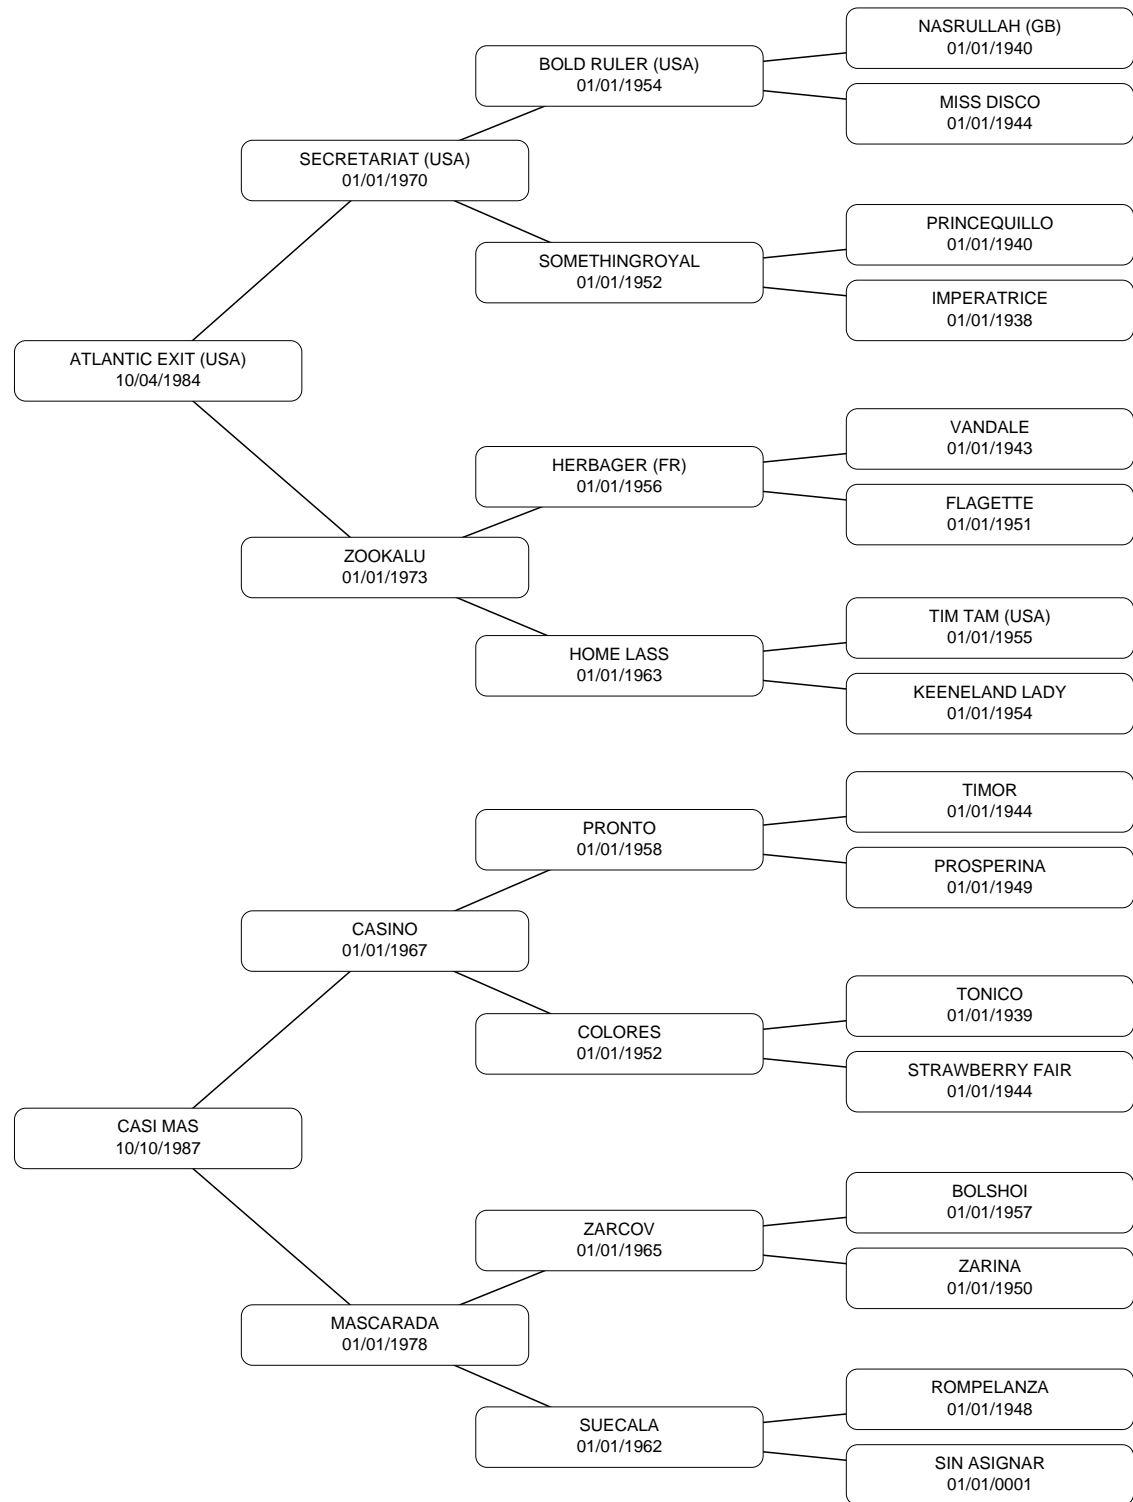 NASRULLAH (GB)
01/01/1940
BOLD RULER (USA)
01/01/1954
MISS DISCO
01/01/1944
SECRETARIAT (USA)
01/01/1970
PRINCEQUILLO
01/01/1940
SOMETHINGROYAL
01/01/1952
IMPERATRICE
01/01/1938
ATLANTIC EXIT (USA)
10/04/1984
VANDALE
01/01/1943
HERBAGER (FR)
01/01/1956
FLAGETTE
01/01/1951
ZOOKALU
01/01/1973
TIM TAM (USA)
01/01/1955
HOME LASS
01/01/1963
KEENELAND LADY
01/01/1954
TIMOR
01/01/1944
PRONTO
01/01/1958
PROSPERINA
01/01/1949
CASINO
01/01/1967
TONICO
01/01/1939
COLORES
01/01/1952
STRAWBERRY FAIR
01/01/1944
CASI MAS
10/10/1987
BOLSHOI
01/01/1957
ZARCOV
01/01/1965
ZARINA
01/01/1950
MASCARADA
01/01/1978
ROMPELANZA
01/01/1948
SUECALA
01/01/1962
SIN ASIGNAR
01/01/0001